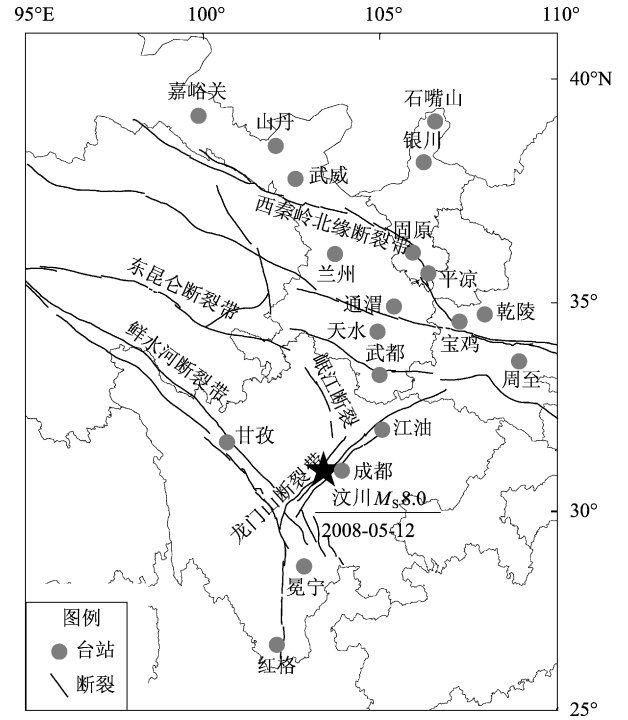 95°E
100°
105°
110°
40°N
嘉峪关
石嘴山
山丹
银川
武威
西秦岭北缘断裂带
固原
兰州
平凉
东昆仑断裂带
35°
通渭
乾陵
天水
宝鸡
鲜水河断裂带
武都
周至
岷江断裂
甘孜
江油
龙门山断裂带
成都
汶川 Ms8.0
30°
2008-05-12
冕宁
图例
台站
红格
断裂
25°